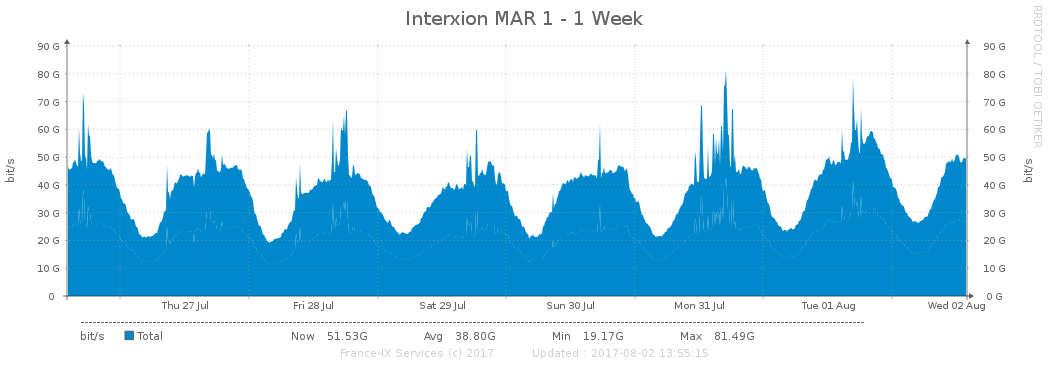 Interxion MAR 1 - 1 Week
RRDTOOL / TOBI OETIKER
90 G 90 G
80 G 80 G
70 G 70 G
60 G 60 G
50 G 50 G
40 G 40 G
30 G 30 G
20 G 20 G
10 G 10 G
0 0 G
bit/s
bit/s
Thu 27 Jul Fri 28 Jul Sat 29 Jul Sun 30 Jul Mon 31 Jul Tue 01 Aug Wed 02 Aug
bit/s Total Now 51.53G Avg 38.80G Min 19.17G Max 81.49G
France-IX Services (c) 2017 Updated : 2017-08-02 13:55:15